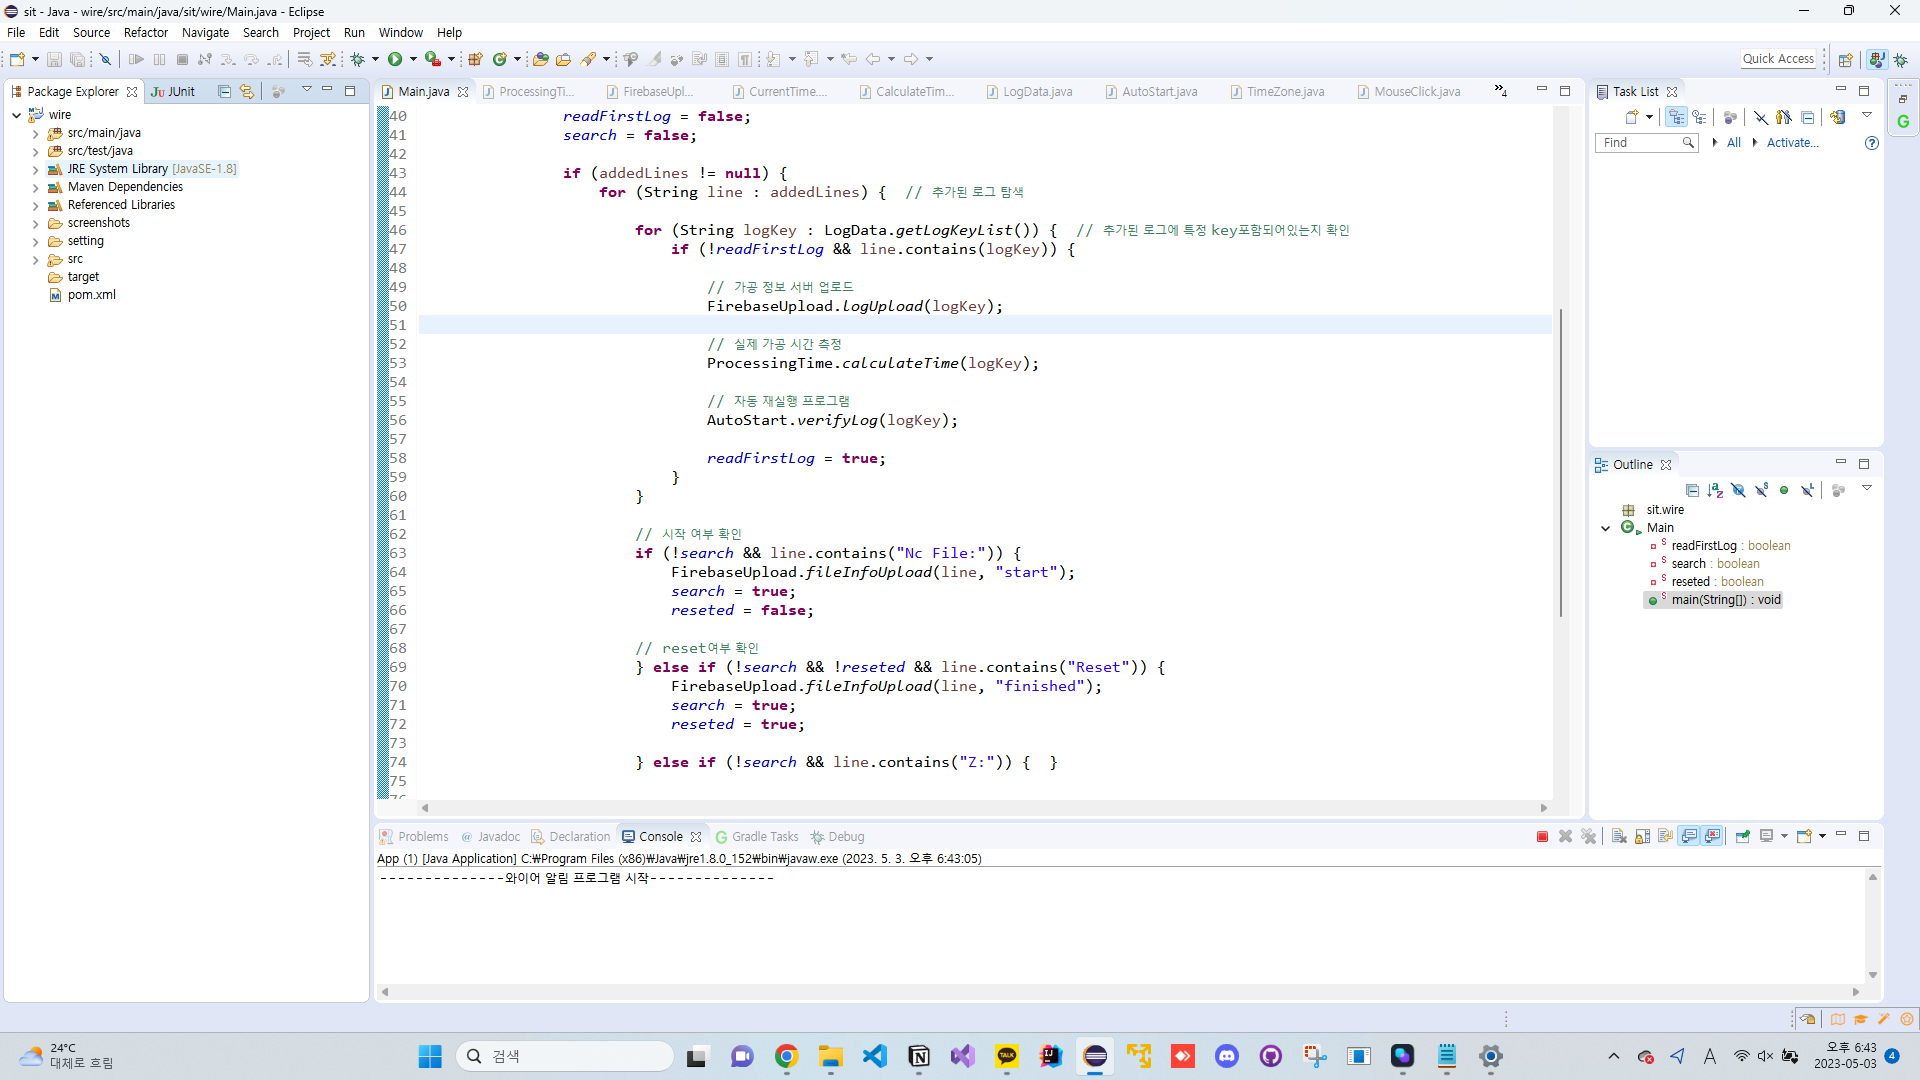 sit - Java - wire/src/main/java/sit/wire/Main.java - Eclipse
File Edit Source Refactor Navigate Search Project Run Window Help
Quick Access
Package Explorer
JUnit
wire
src/main/java
src/test/java
JRE System Library [JavaSE-1.8]
Maven Dependencies
Referenced Libraries
screenshots
setting
src
target
pom.xml
Main.java ProcessingTi... FirebaseUpl... CurrentTime.... CalculateTim... LogData.java AutoStart.java TimeZone.java MouseClick.java »4
40 readFirstLog = false;
41 search = false;
42
43 if (addedLines != null) {
44 for (String line : addedLines) { // 추가된 로그 탐색
45
46 for (String logKey : LogData.getLogKeyList()) { // 추가된 로그에 특정 key포함되어있는지 확인
47 if (!readFirstLog && line.contains(logKey)) {
48
49 // 가공 정보 서버 업로드
50 FirebaseUpload.logUpload(logKey);
51
52 // 실제 가공 시간 측정
53 ProcessingTime.calculateTime(logKey);
54
55 // 자동 재실행 프로그램
56 AutoStart.verifyLog(logKey);
57
58 readFirstLog = true;
59 }
60 }
61
62 // 시작 여부 확인
63 if (!search && line.contains("Nc File:")) {
64 FirebaseUpload.fileInfoUpload(line, "start");
65 search = true;
66 reseted = false;
67
68 // reset여부 확인
69 } else if (!search && !reseted && line.contains("Reset")) {
70 FirebaseUpload.fileInfoUpload(line, "finished");
71 search = true;
72 reseted = true;
73
74 } else if (!search && line.contains("Z:")) { }
75
76
Task List
Find
All
Activate...
Outline
sit.wire
Main
readFirstLog : boolean
search : boolean
reseted : boolean
main(String[]) : void
Problems Javadoc Declaration Console Gradle Tasks Debug
App (1) [Java Application] C:₩Program Files (x86)₩Java₩jre1.8.0_152₩bin₩javaw.exe (2023. 5. 3. 오후 6:43:05)
--------------와이어 알림 프로그램 시작--------------
24°C
대체로 흐림
검색
TALK
A
오후 6:43
2023-05-03
4